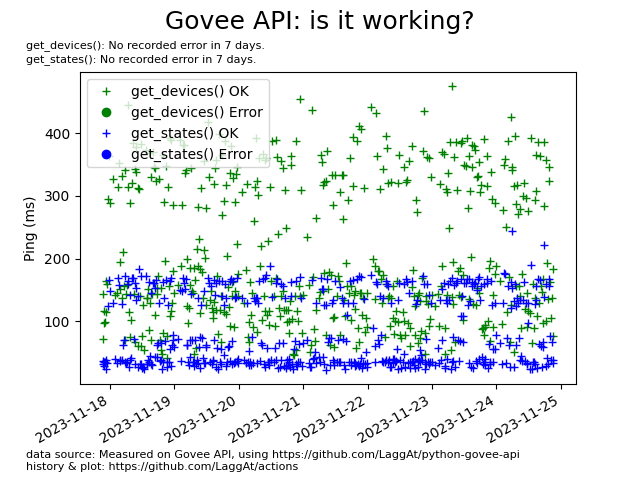 Govee API: is it working?
get_devices(): No recorded error in 7 days.
get_states(): No recorded error in 7 days.
get_devices() OK
get_devices() Error
get_states() OK
get_states() Error
Ping (ms)
400
300
200
100
2023-11-18
2023-11-19
2023-11-20
2023-11-21
2023-11-22
2023-11-23
2023-11-24
2023-11-25
data source: Measured on Govee API, using https://github.com/LaggAt/python-govee-api
history & plot: https://github.com/LaggAt/actions